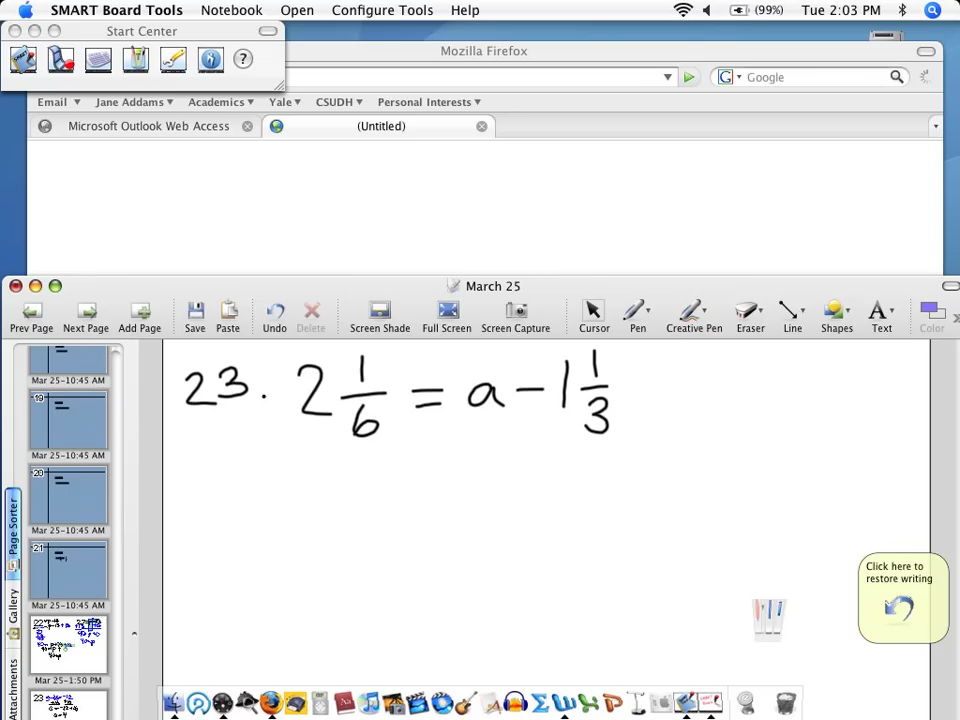 SMART Board Tools Notebook Open Configure Tools Help (99%) Tue 2:03 PM
Start Center
Mozilla Firefox
?
G Google
Email Jane Addams Academics Yale CSUDH Personal Interests
Microsoft Outlook Web Access (Untitled)
March 25
Prev Page Next Page Add Page Save Paste Undo Delete Screen Shade Full Screen Screen Capture Cursor Pen Creative Pen Eraser Line Shapes Text Color
Page Sorter
Gallery
Attachments
Mar 25-10:45 AM
19
Mar 25-10:45 AM
20
Mar 25-10:45 AM
21
Mar 25-10:45 AM
22
Mar 25-1:50 PM
23
23. 2 1/6 = a - 1 1/3
Click here to
restore writing